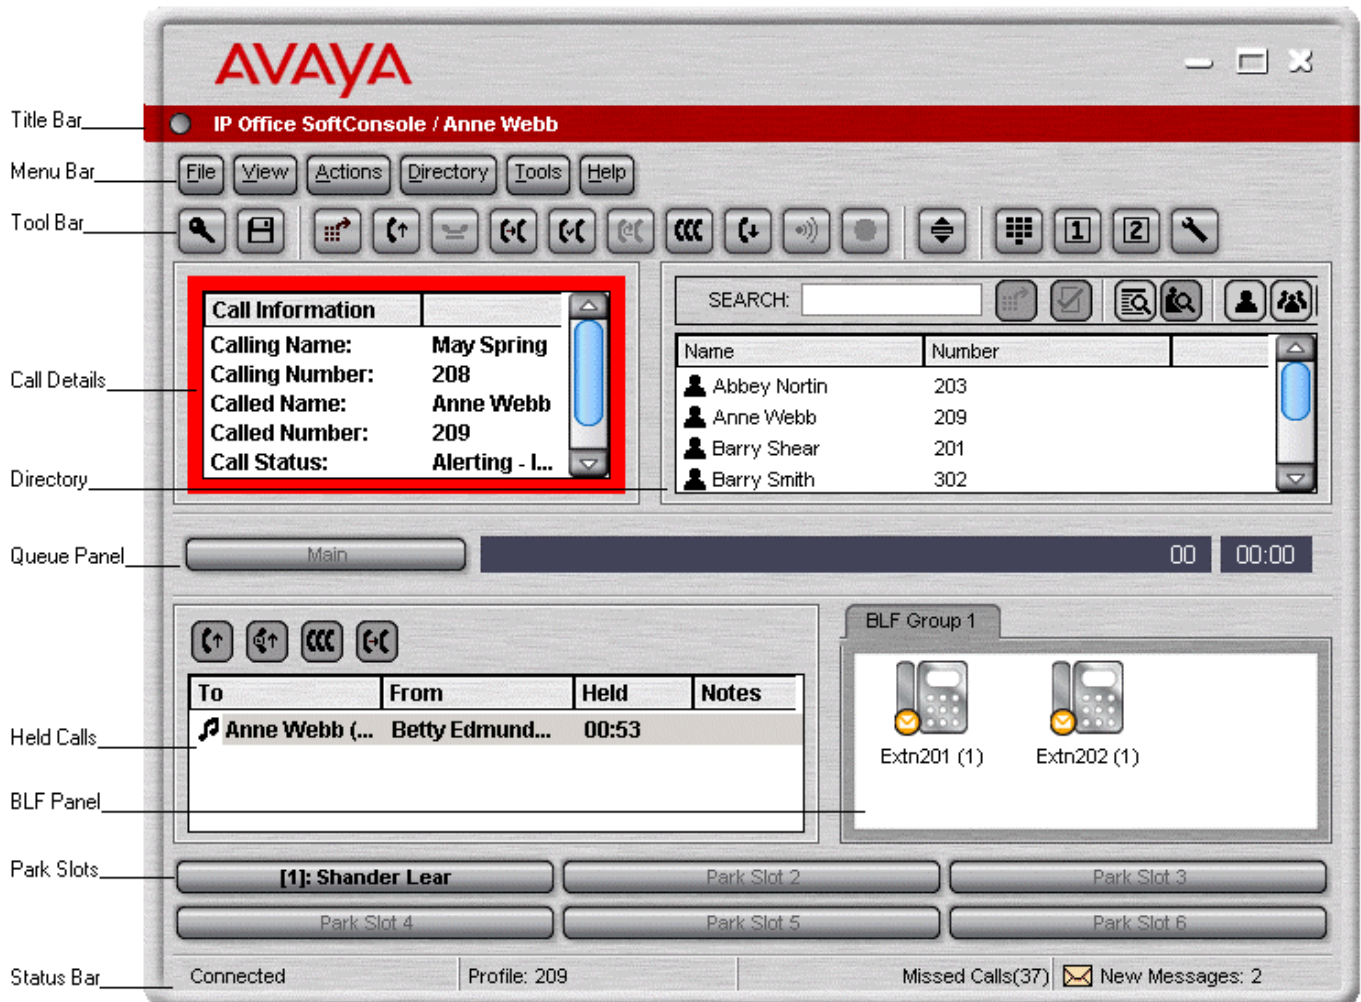 AVAYA
Title Bar
IP Office SoftConsole / Anne Webb
Menu Bar
File View Actions Directory Tools Help
Tool Bar
1 2
Call Information
Calling Name: May Spring
Calling Number: 208
Called Name: Anne Webb
Called Number: 209
Call Status: Alerting - I...
Call Details
SEARCH:
Name Number
Abbey Nortin 203
Anne Webb 209
Barry Shear 201
Barry Smith 302
Directory
Queue Panel
Main 00 00:00
To From Held Notes
Anne Webb (... Betty Edmund... 00:53
Held Calls
BLF Group 1
Extn201 (1) Extn202 (1)
BLF Panel
Park Slots
[1]: Shander Lear Park Slot 2 Park Slot 3
Park Slot 4 Park Slot 5 Park Slot 6
Status Bar
Connected Profile: 209 Missed Calls(37) New Messages: 2